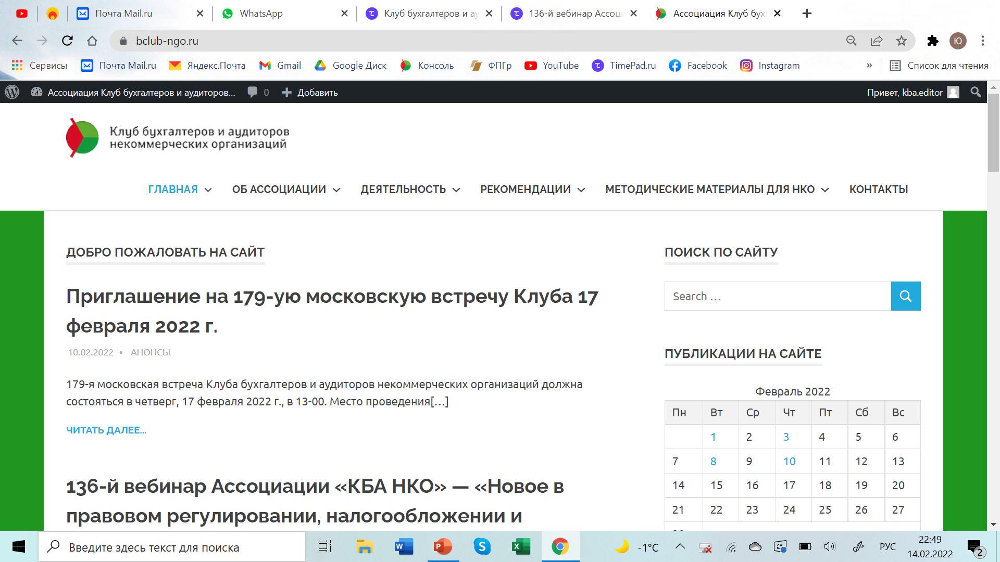 Почта Mail.ru
WhatsApp
Клуб бухгалтеров и ау
136-й вебинар Ассоци
Ассоциация Клуб бух
bclub-ngo.ru
Ю
Сервисы
Почта Mail.ru
Яндекс.Почта
Gmail
Google Диск
Консоль
ФПГр
YouTube
TimePad.ru
Facebook
Instagram
»
Список для чтения
Ассоциация Клуб бухгалтеров и аудиторов...
0
Добавить
Привет, kba.editor
Клуб бухгалтеров и аудиторов
некоммерческих организаций
ГЛАВНАЯ
ОБ АССОЦИАЦИИ
ДЕЯТЕЛЬНОСТЬ
РЕКОМЕНДАЦИИ
МЕТОДИЧЕСКИЕ МАТЕРИАЛЫ ДЛЯ НКО
КОНТАКТЫ
ДОБРО ПОЖАЛОВАТЬ НА САЙТ
Приглашение на 179-ую московскую встречу Клуба 17
февраля 2022 г.
10.02.2022 • АНОНСЫ
179-я московская встреча Клуба бухгалтеров и аудиторов некоммерческих организаций должна
состояться в четверг, 17 февраля 2022 г., в 13-00. Место проведения[…]
ЧИТАТЬ ДАЛЕЕ...
136-й вебинар Ассоциации «КБА НКО» — «Новое в
правовом регулировании, налогообложении и
ПОИСК ПО САЙТУ
Search …
ПУБЛИКАЦИИ НА САЙТЕ
Февраль 2022
Пн Вт Ср Чт Пт Сб Вс
1 2 3 4 5 6
7 8 9 10 11 12 13
14 15 16 17 18 19 20
21 22 23 24 25 26 27
Введите здесь текст для поиска
-1°C
РУС
22:49
14.02.2022
2